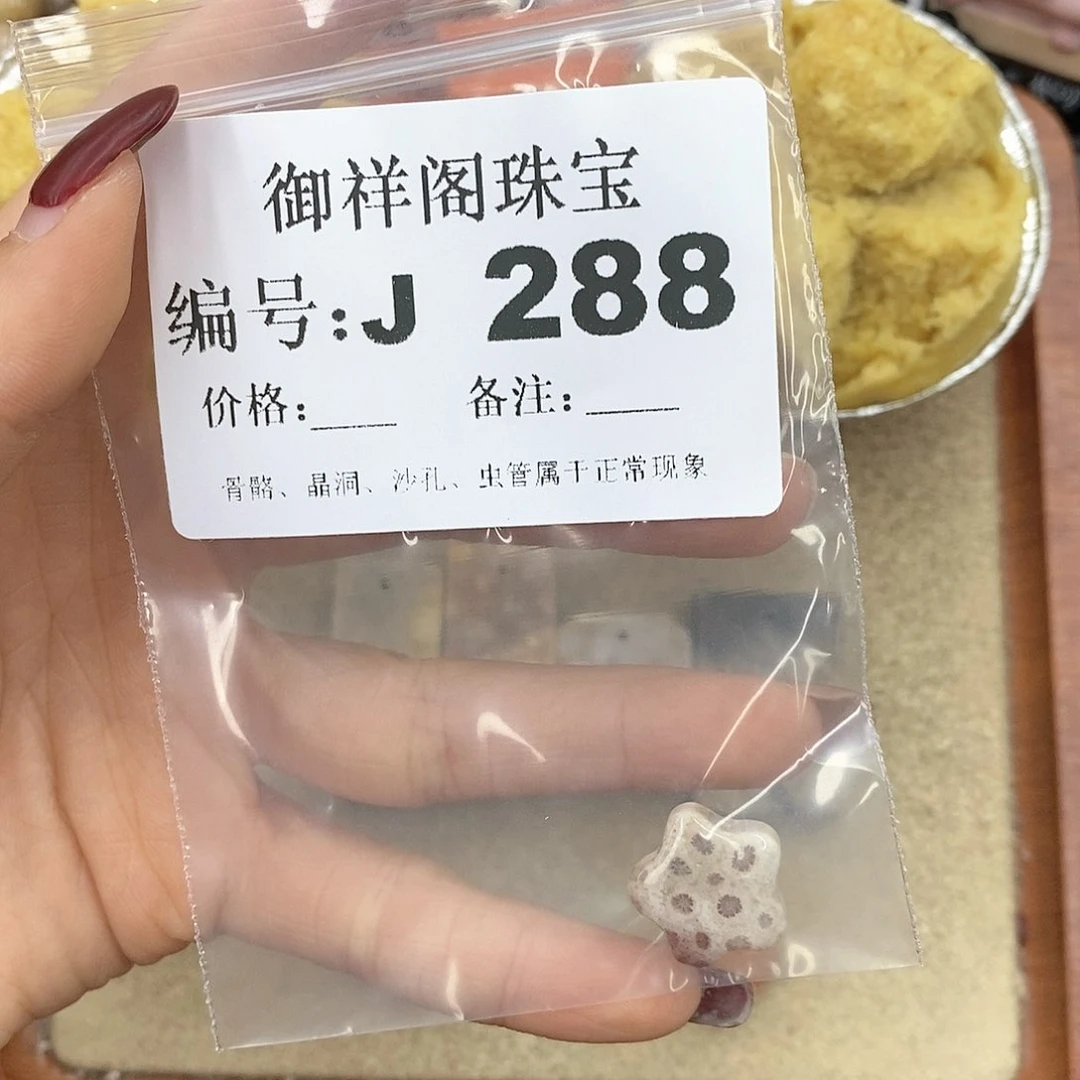 御祥阁珠宝
编号:J 288
价格:____ 备注:_____
骨骼、晶洞、沙孔、虫管属于正常现象